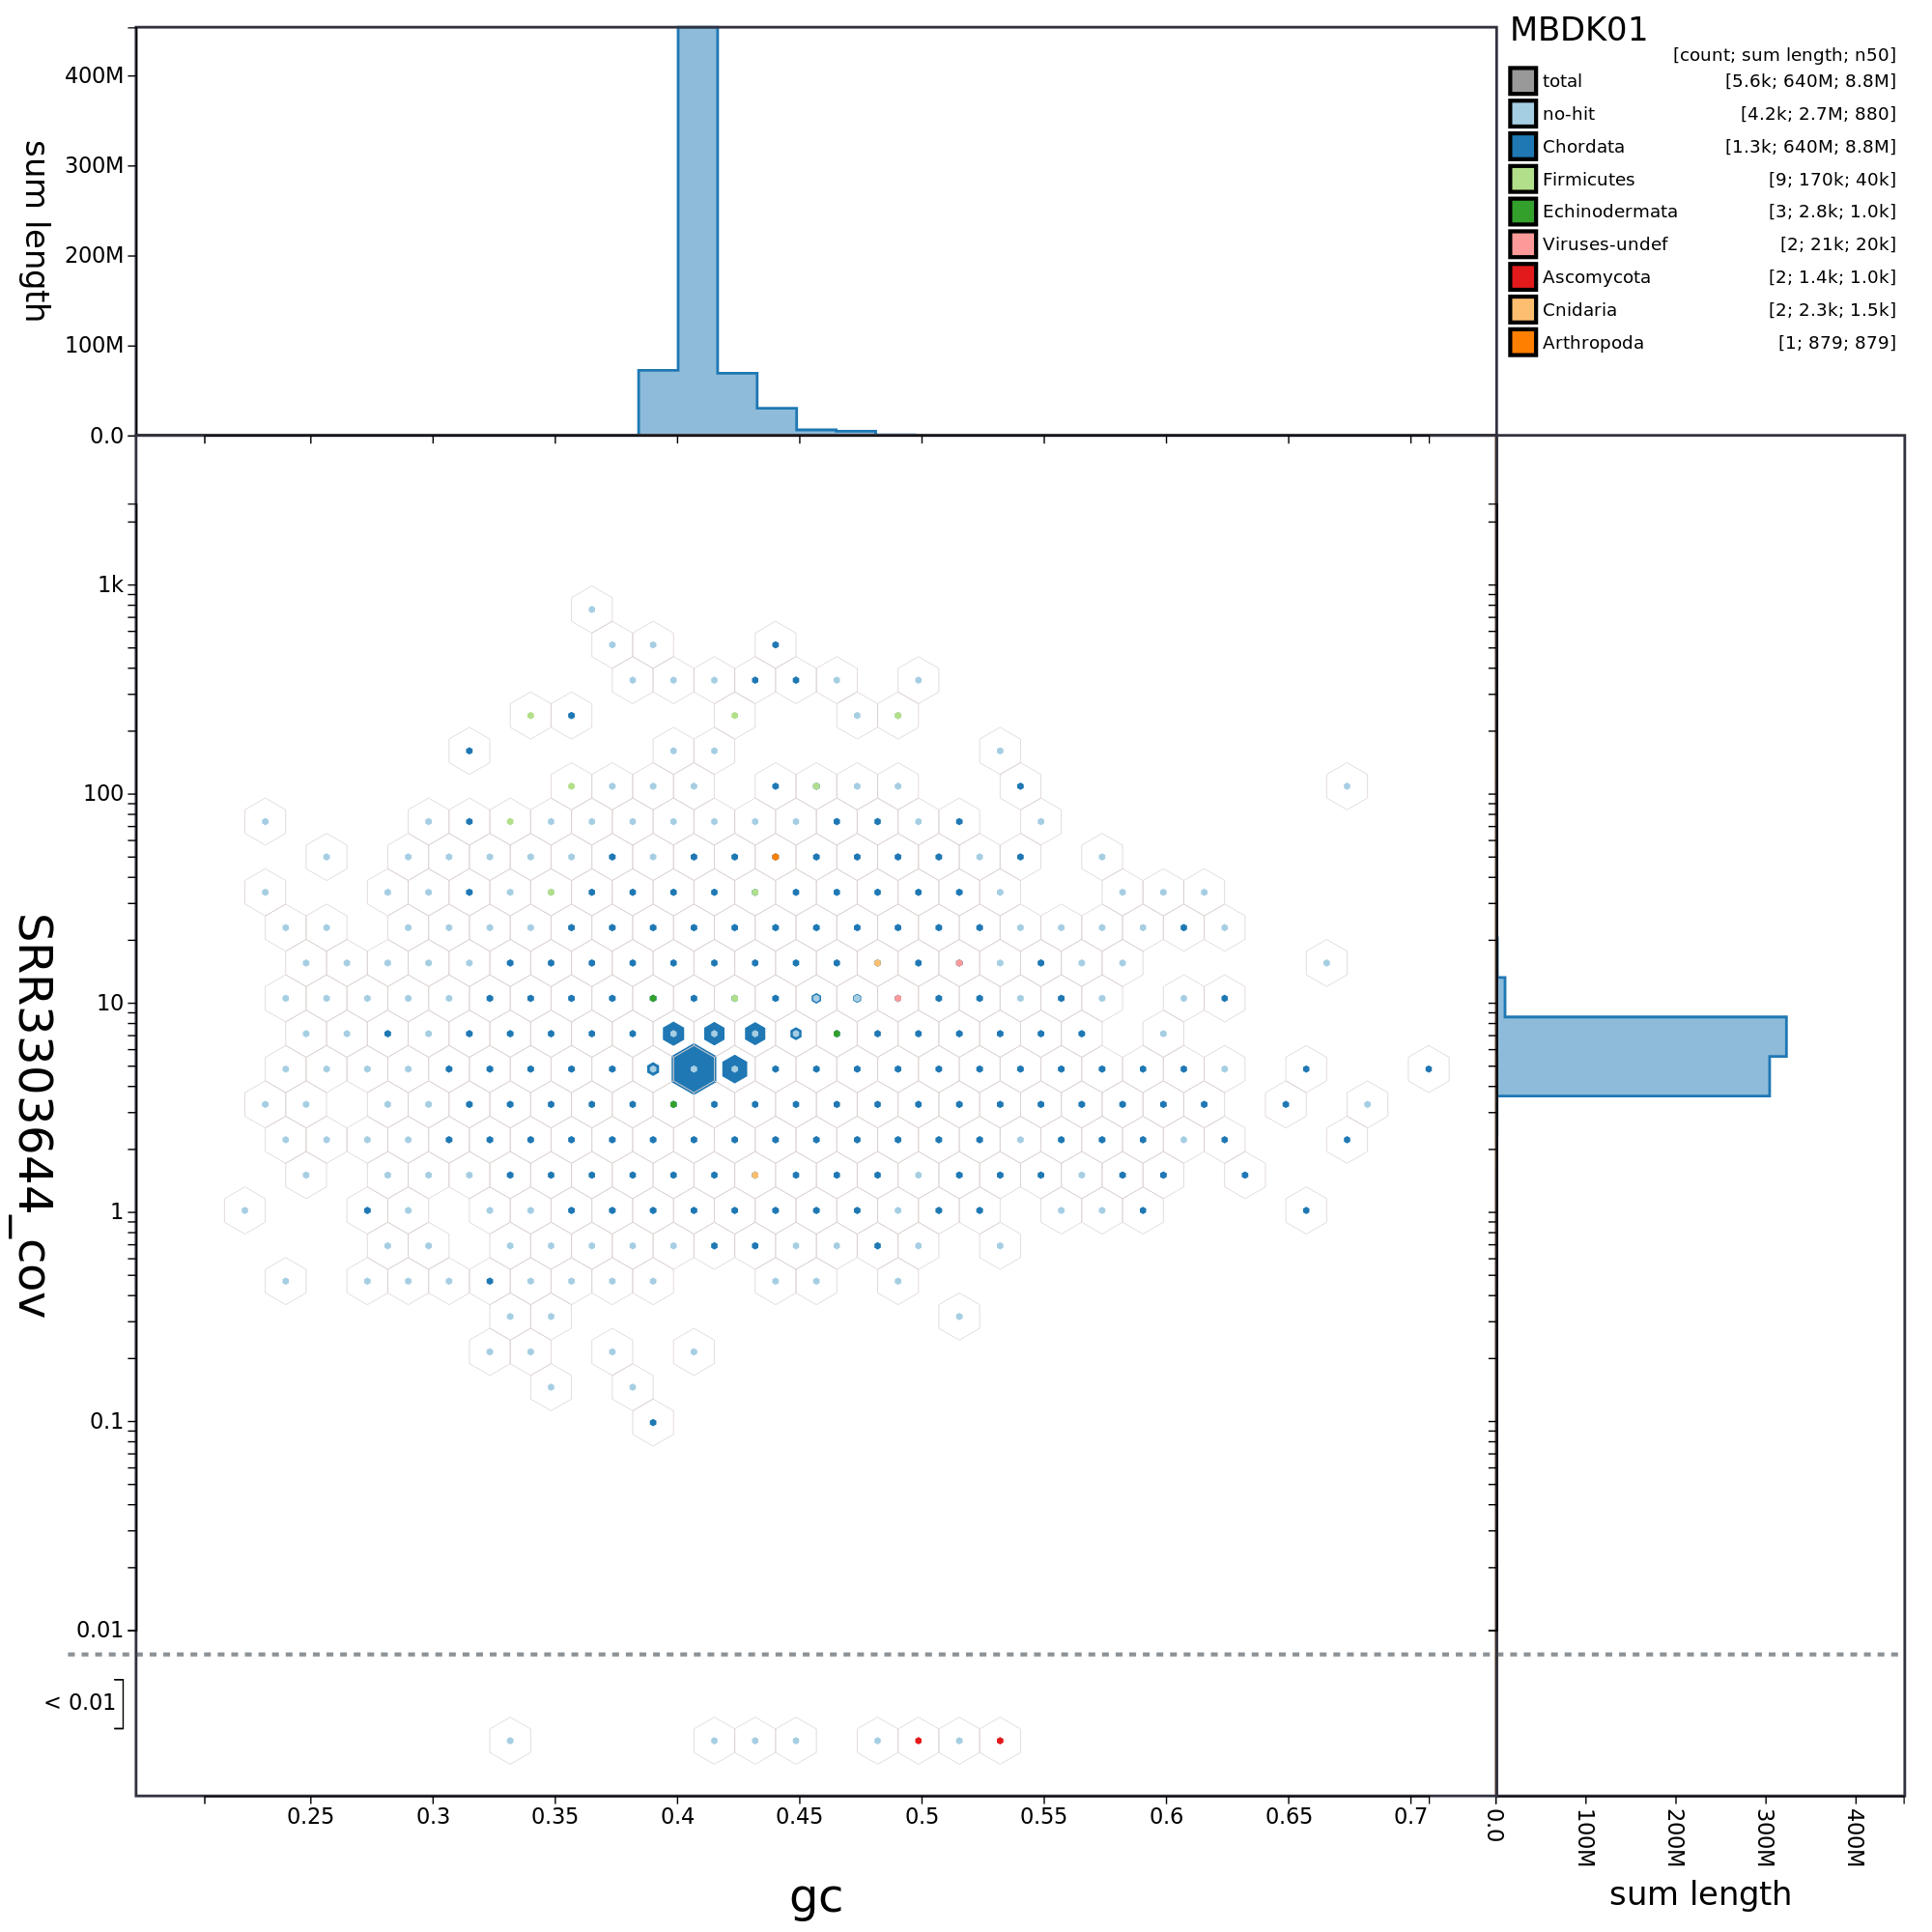 MBDK01
[count; sum length; n50]
total [5.6k; 640M; 8.8M]
no-hit [4.2k; 2.7M; 880]
Chordata [1.3k; 640M; 8.8M]
Firmicutes [9; 170k; 40k]
Echinodermata [3; 2.8k; 1.0k]
Viruses-undef [2; 21k; 20k]
Ascomycota [2; 1.4k; 1.0k]
Cnidaria [2; 2.3k; 1.5k]
Arthropoda [1; 879; 879]
sum length
400M
300M
200M
100M
0.0
SRR3303644_cov
1k
100
10
1
0.1
0.01
< 0.01
0.25 0.3 0.35 0.4 0.45 0.5 0.55 0.6 0.65 0.7
gc
0.0 100M 200M 300M 400M
sum length